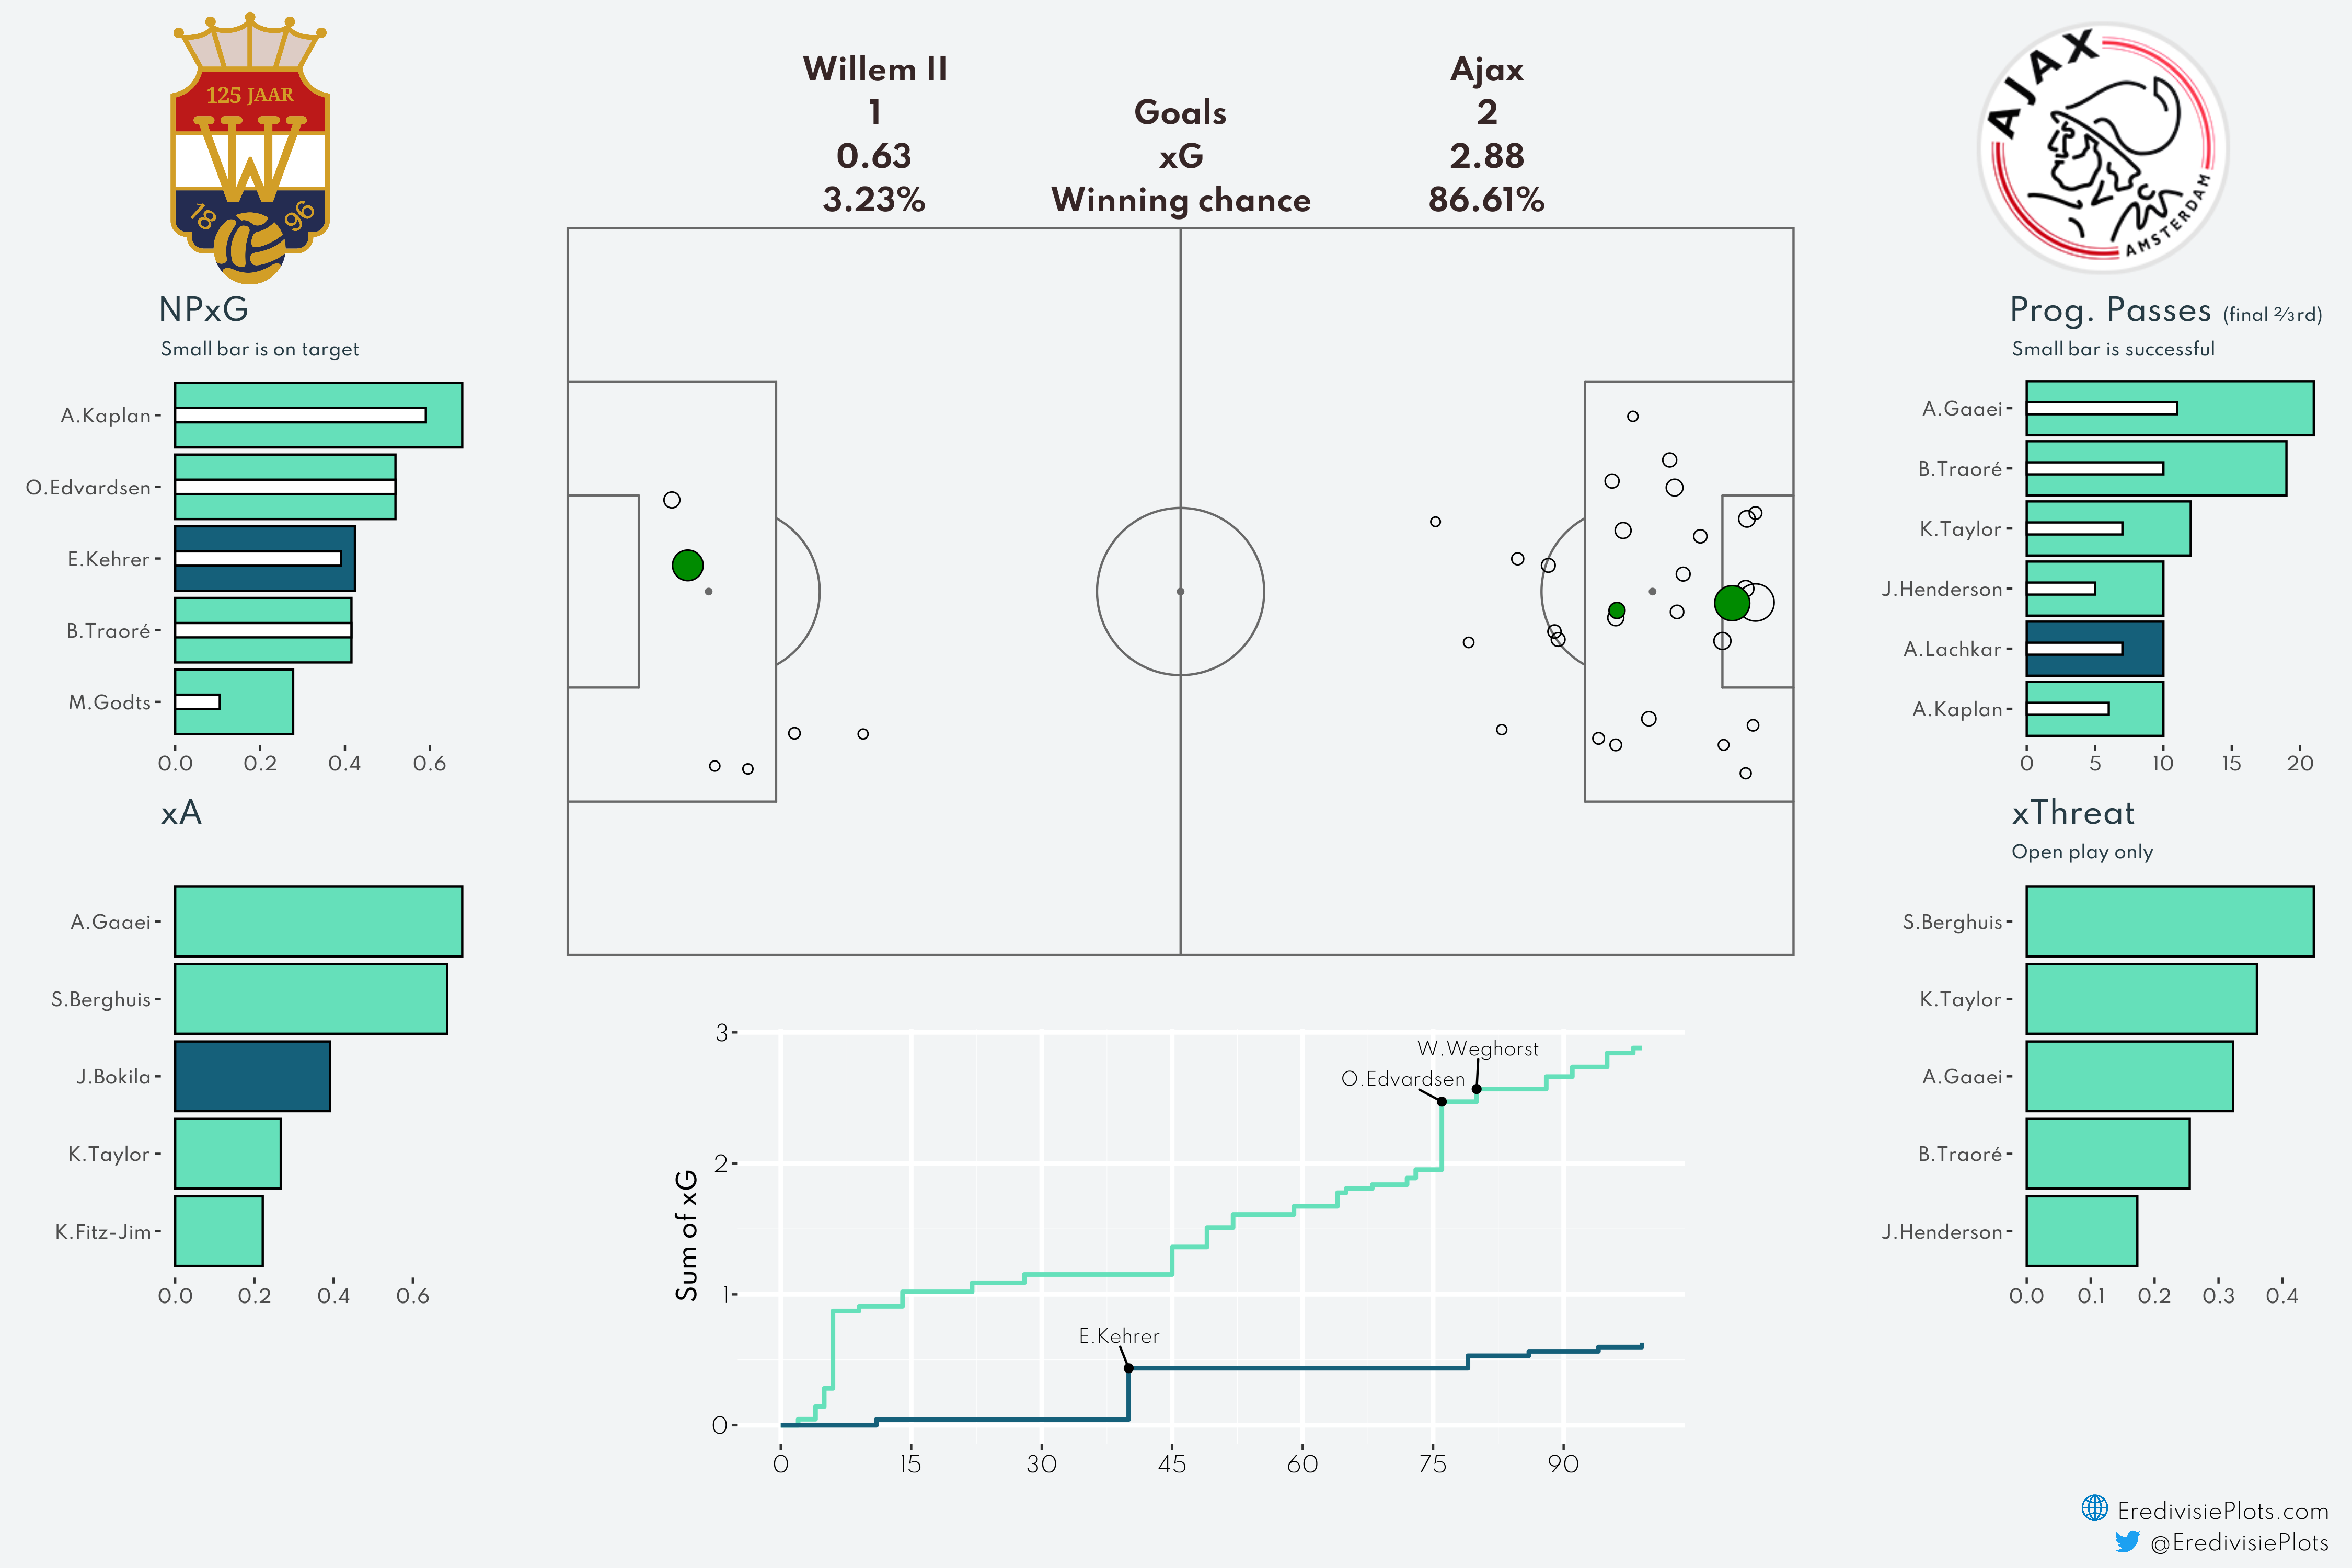 125 JAAR
W
18 96
AJAX
AMSTERDAM
Willem II Ajax
1 Goals 2
0.63 xG 2.88
3.23% Winning chance 86.61%
NPxG
Small bar is on target
A.Kaplan
O.Edvardsen
E.Kehrer
B.Traoré
M.Godts
0.0 0.2 0.4 0.6
xA
A.Gaaei
S.Berghuis
J.Bokila
K.Taylor
K.Fitz-Jim
0.0 0.2 0.4 0.6
Sum of xG
3
2
1
0
W.Weghorst
O.Edvardsen
E.Kehrer
0 15 30 45 60 75 90
Prog. Passes (final ⅔rd)
Small bar is successful
A.Gaaei
B.Traoré
K.Taylor
J.Henderson
A.Lachkar
A.Kaplan
0 5 10 15 20
xThreat
Open play only
S.Berghuis
K.Taylor
A.Gaaei
B.Traoré
J.Henderson
0.0 0.1 0.2 0.3 0.4
EredivisiePlots.com
@EredivisiePlots